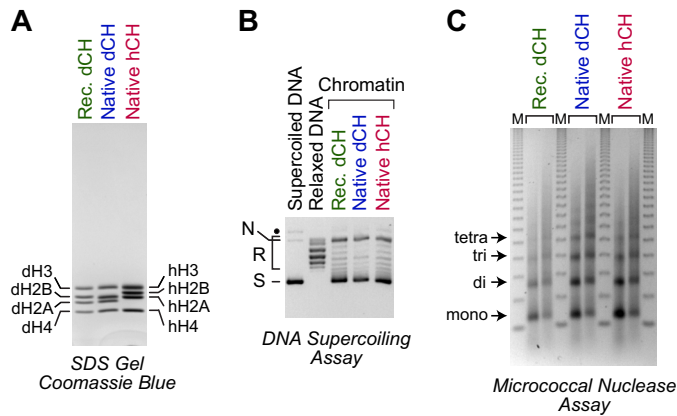 A
Rec. dCH
Native dCH
Native hCH
dH3
dH2B
dH2A
dH4
hH3
hH2B
hH2A
hH4
SDS Gel
Coomassie Blue
B
Supercoiled DNA
Relaxed DNA
Chromatin
Rec. dCH
Native dCH
Native hCH
N
R
S
DNA Supercoiling
Assay
C
Rec. dCH
Native dCH
Native hCH
M M M M
tetra
tri
di
mono
Micrococcal Nuclease
Assay